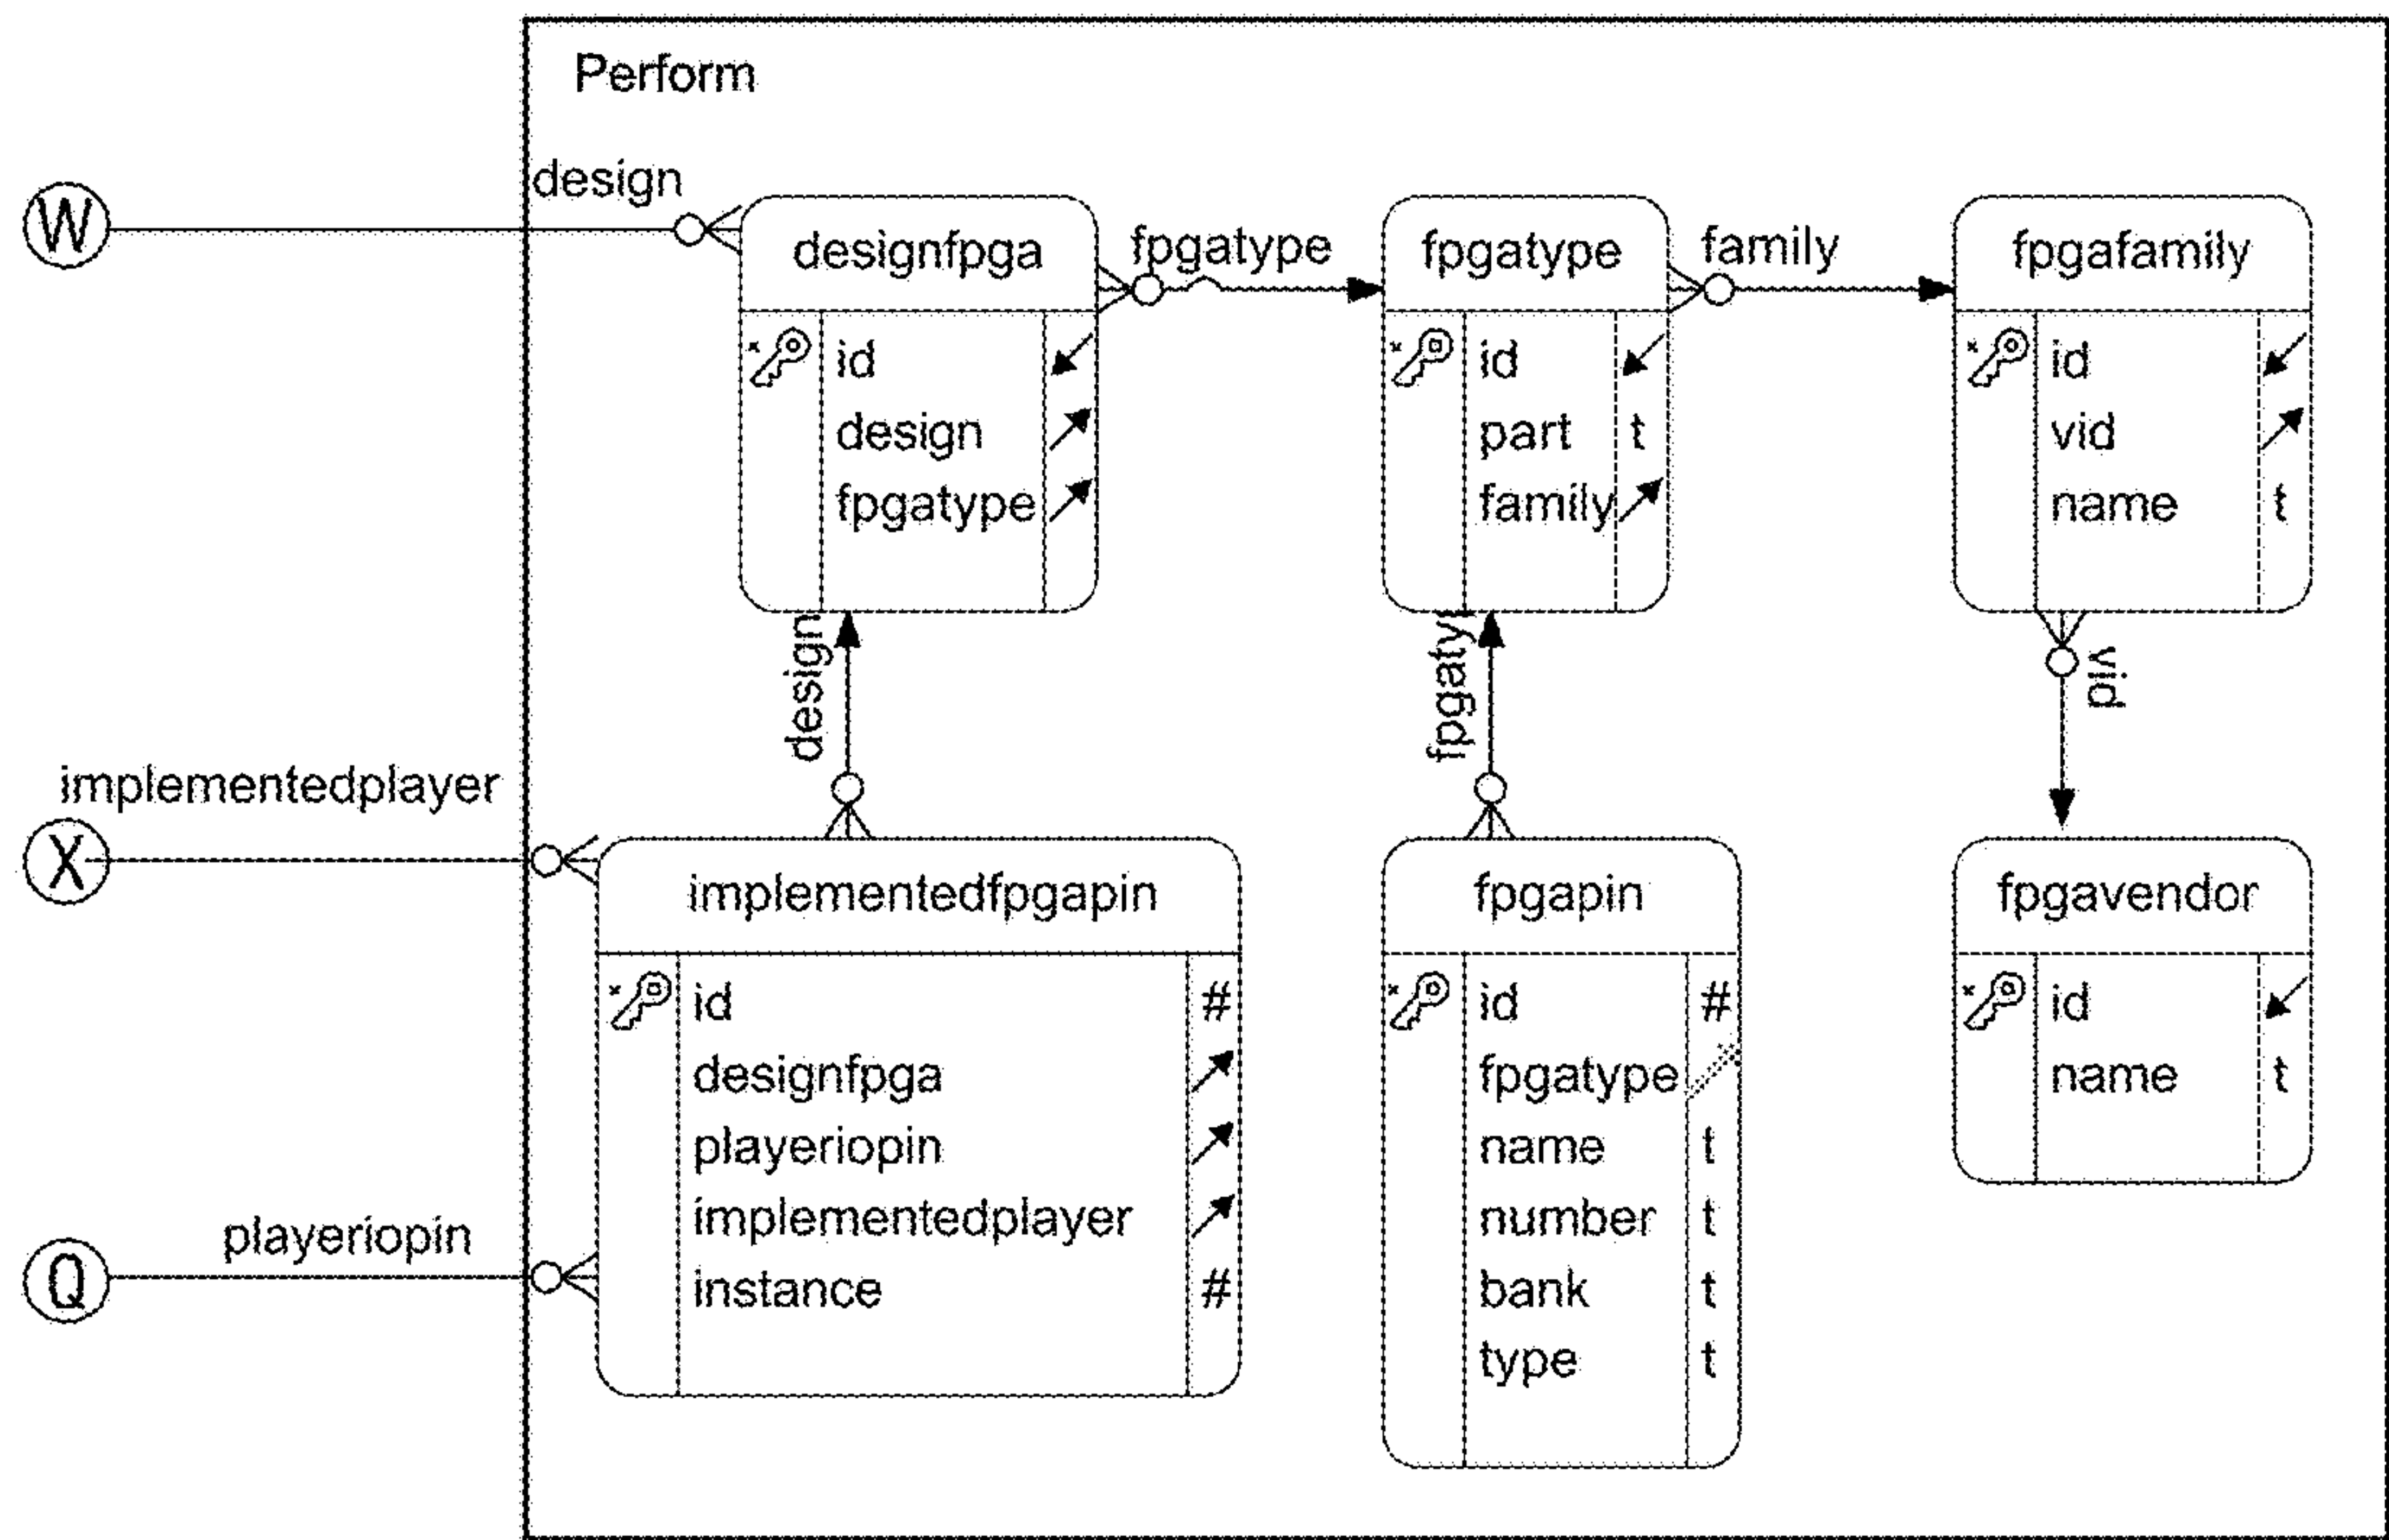 Perform
W
design
designfpga
id
design
fpgatype
fpgatype
fpgatype
id
part t
family
family
fpgafamily
id
vid
name t
design
fpgatyp
vid
implementedplayer
X
implementedfpgapin
id #
designfpga
playeriopin
implementedplayer
instance #
playeriopin
Q
fpgapin
id #
fpgatype
name t
number t
bank t
type t
fpgavendor
id
name t